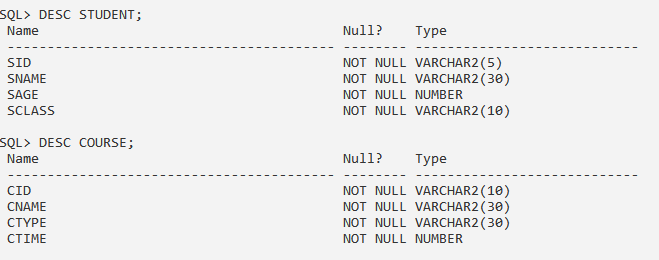 SQL> DESC STUDENT;
Name Null? Type
----------------------------------------- -------- ----------------------------
SID NOT NULL VARCHAR2(5)
SNAME NOT NULL VARCHAR2(30)
SAGE NOT NULL NUMBER
SCLASS NOT NULL VARCHAR2(10)
SQL> DESC COURSE;
Name Null? Type
----------------------------------------- -------- ----------------------------
CID NOT NULL VARCHAR2(10)
CNAME NOT NULL VARCHAR2(30)
CTYPE NOT NULL VARCHAR2(30)
CTIME NOT NULL NUMBER